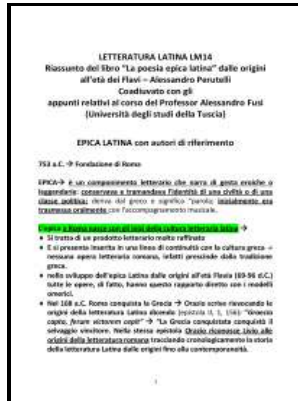 LETTERATURA LATINA LM14
Riassunto del libro "La poesia epica latina" dalle origini
all'età dei Flavi – Alessandro Perutelli
Coadiuvato con gli
appunti relativi al corso del Professor Alessandro Fusi
(Università degli studi della Tuscia)
EPICA LATINA con autori di riferimento
753 a.C. → Fondazione di Roma
EPICA→ è un componimento letterario che narra di gesta eroiche o
leggendarie: conservava e tramandava l'identità di una civiltà o di una
classe politica; deriva dal greco e significa "parola; inizialmente era
trasmessa oralmente con l'accompagnamento musicale.
L'epica a Roma nasce con gli inizi della cultura letteraria latina →
• Si tratta di un prodotto letterario molto raffinato
• E si presenta inserita in una linea di continuità con la cultura greca →
nessuna opera letteraria romana, infatti prescinde dalla tradizione
greca.
• nello sviluppo dell'epica Latina dalle origini all'età Flavia (69-96 d.C.)
tutte le opere, di fatto, hanno questo rapporto diretto con i modelli
omerici.
• Nel 168 a.C. Roma conquista la Grecia → Orazio scrive rievocando le
origini della letteratura Latina dicendo (epistola II, 1, 156): "Graecia
capta, ferum victorem cepit" → "La Grecia conquistata conquistò il
selvaggio vincitore. Nella stessa epistola Orazio riconosce Livio alle
origini della letteratura romana tracciando cronologicamente la storia
della letteratura Latina dalle origini fino alla contemporaneità.
1